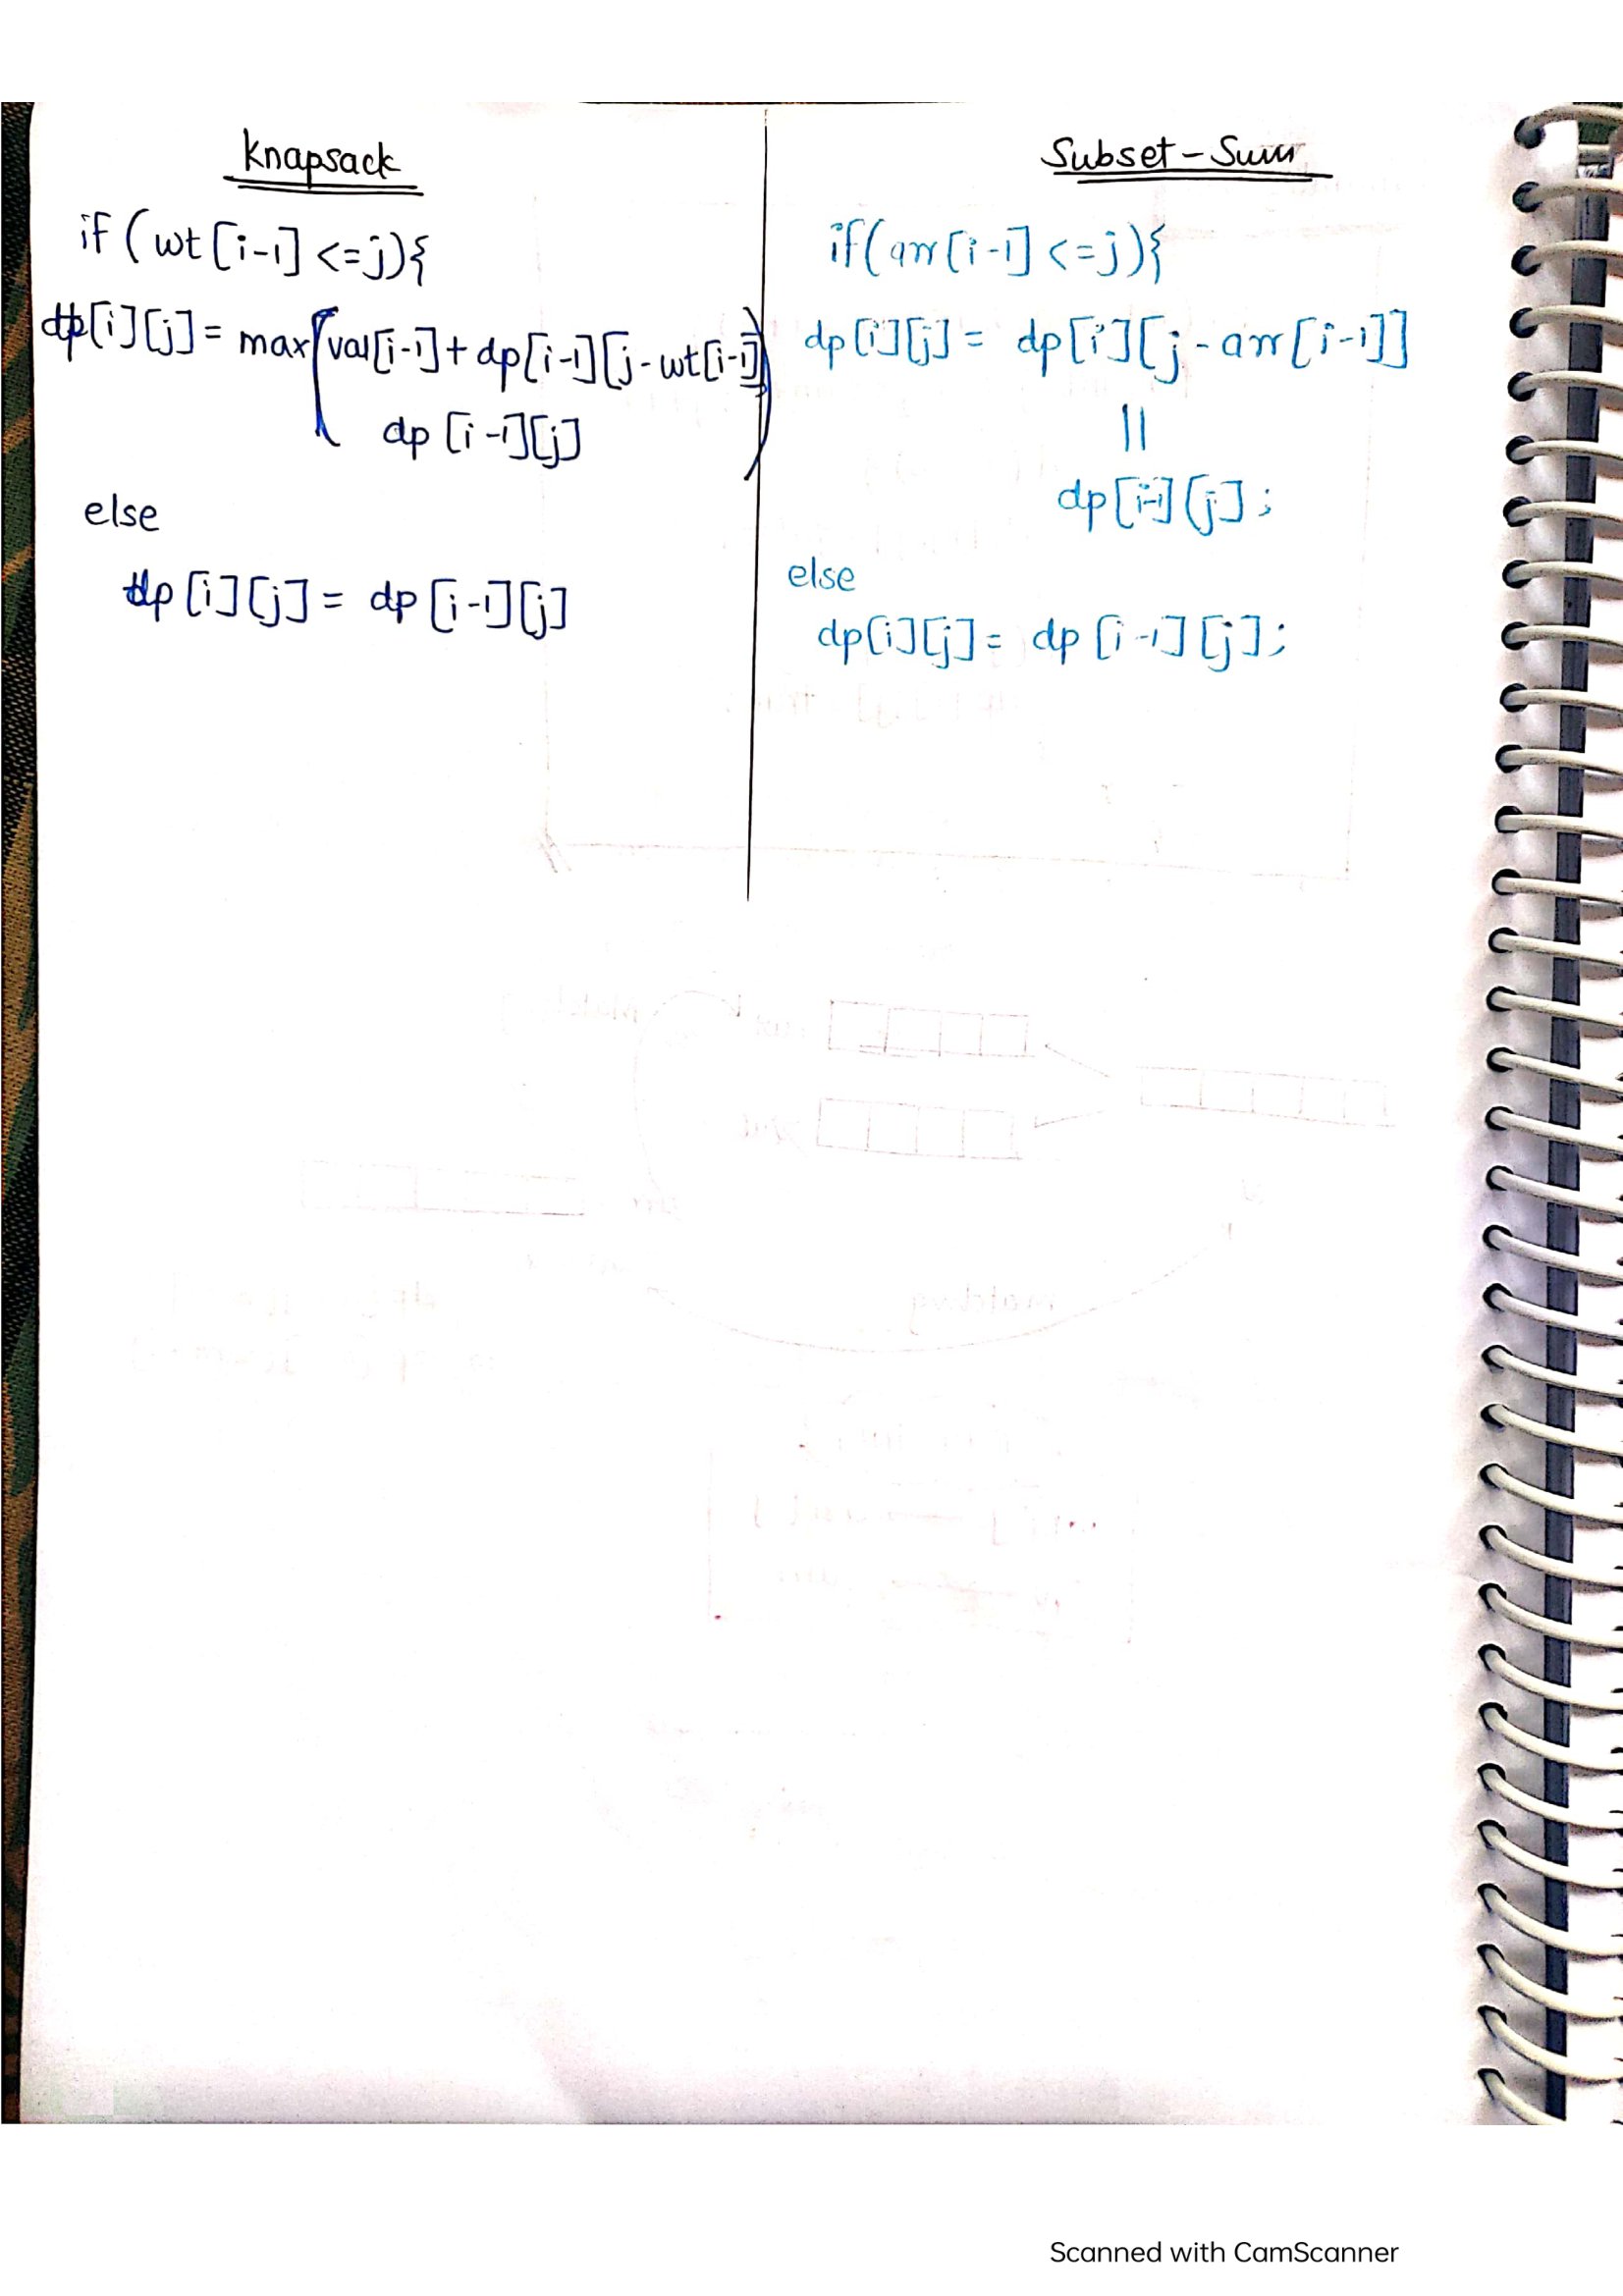 Knapsack
if (wt[i-1] <=j){
dp[i][j] = max(val[i-1] + dp[i-1][j-wt[i-1]]
dp[i-1][j])
else
dp[i][j] = dp[i-1][j]
Subset-Sum
if(arr[i-1] <=j){
dp[i][j] = dp[i][j-arr[i-1]]
||
dp[i-1][j];
else
dp[i][j] = dp[i-1][j];
Scanned with CamScanner